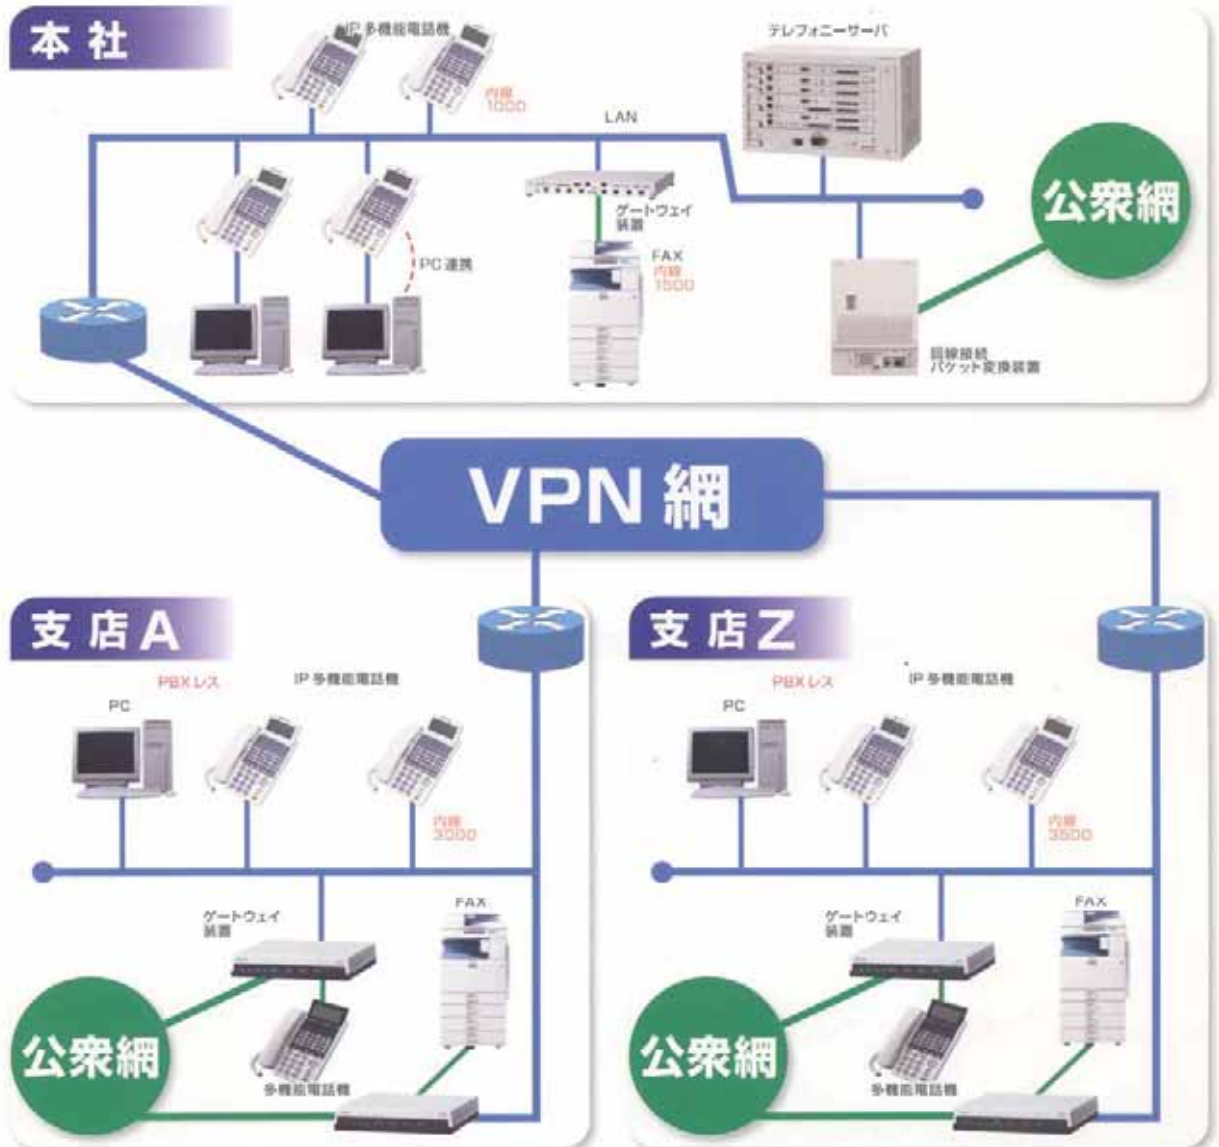 本社
IP多機能電話機
テレフォニーサーバ
内線
1000
LAN
公衆網
ゲートウェイ
装置
PC連携
FAX
内線
1500
回線接続
パケット変換装置
VPN網
支店A
PBXレス
IP多機能電話機
PC
内線
3000
ゲートウェイ
装置
FAX
公衆網
多機能電話機
支店Z
PBXレス
IP多機能電話機
PC
内線
3500
ゲートウェイ
装置
FAX
公衆網
多機能電話機